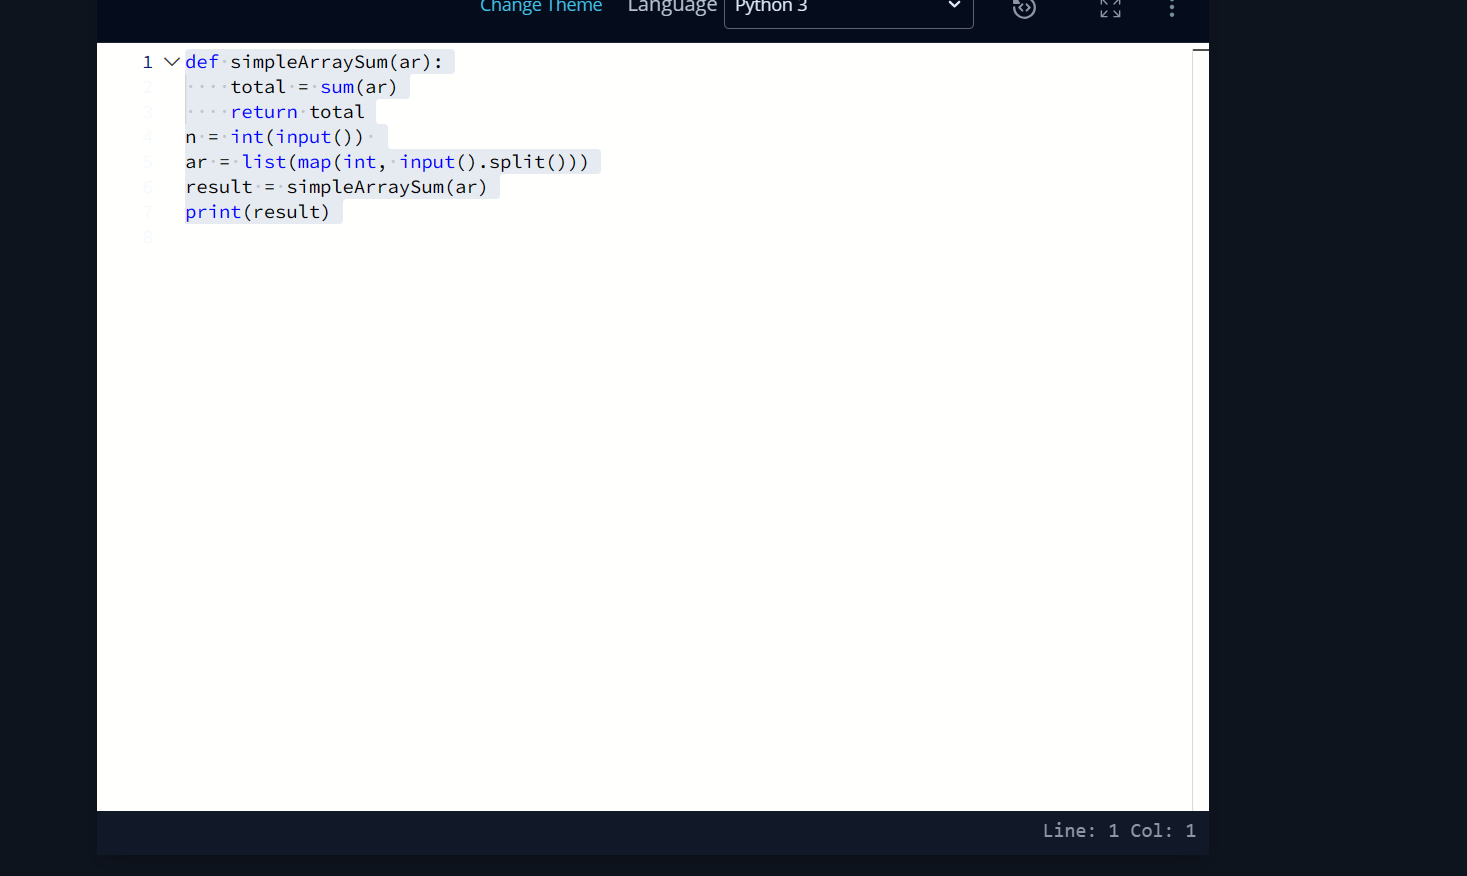 Change Theme Language Python 3
1 def simpleArraySum(ar):
2     total = sum(ar)
3     return total
4 n = int(input())
5 ar = list(map(int, input().split()))
6 result = simpleArraySum(ar)
7 print(result)
8
Line: 1 Col: 1